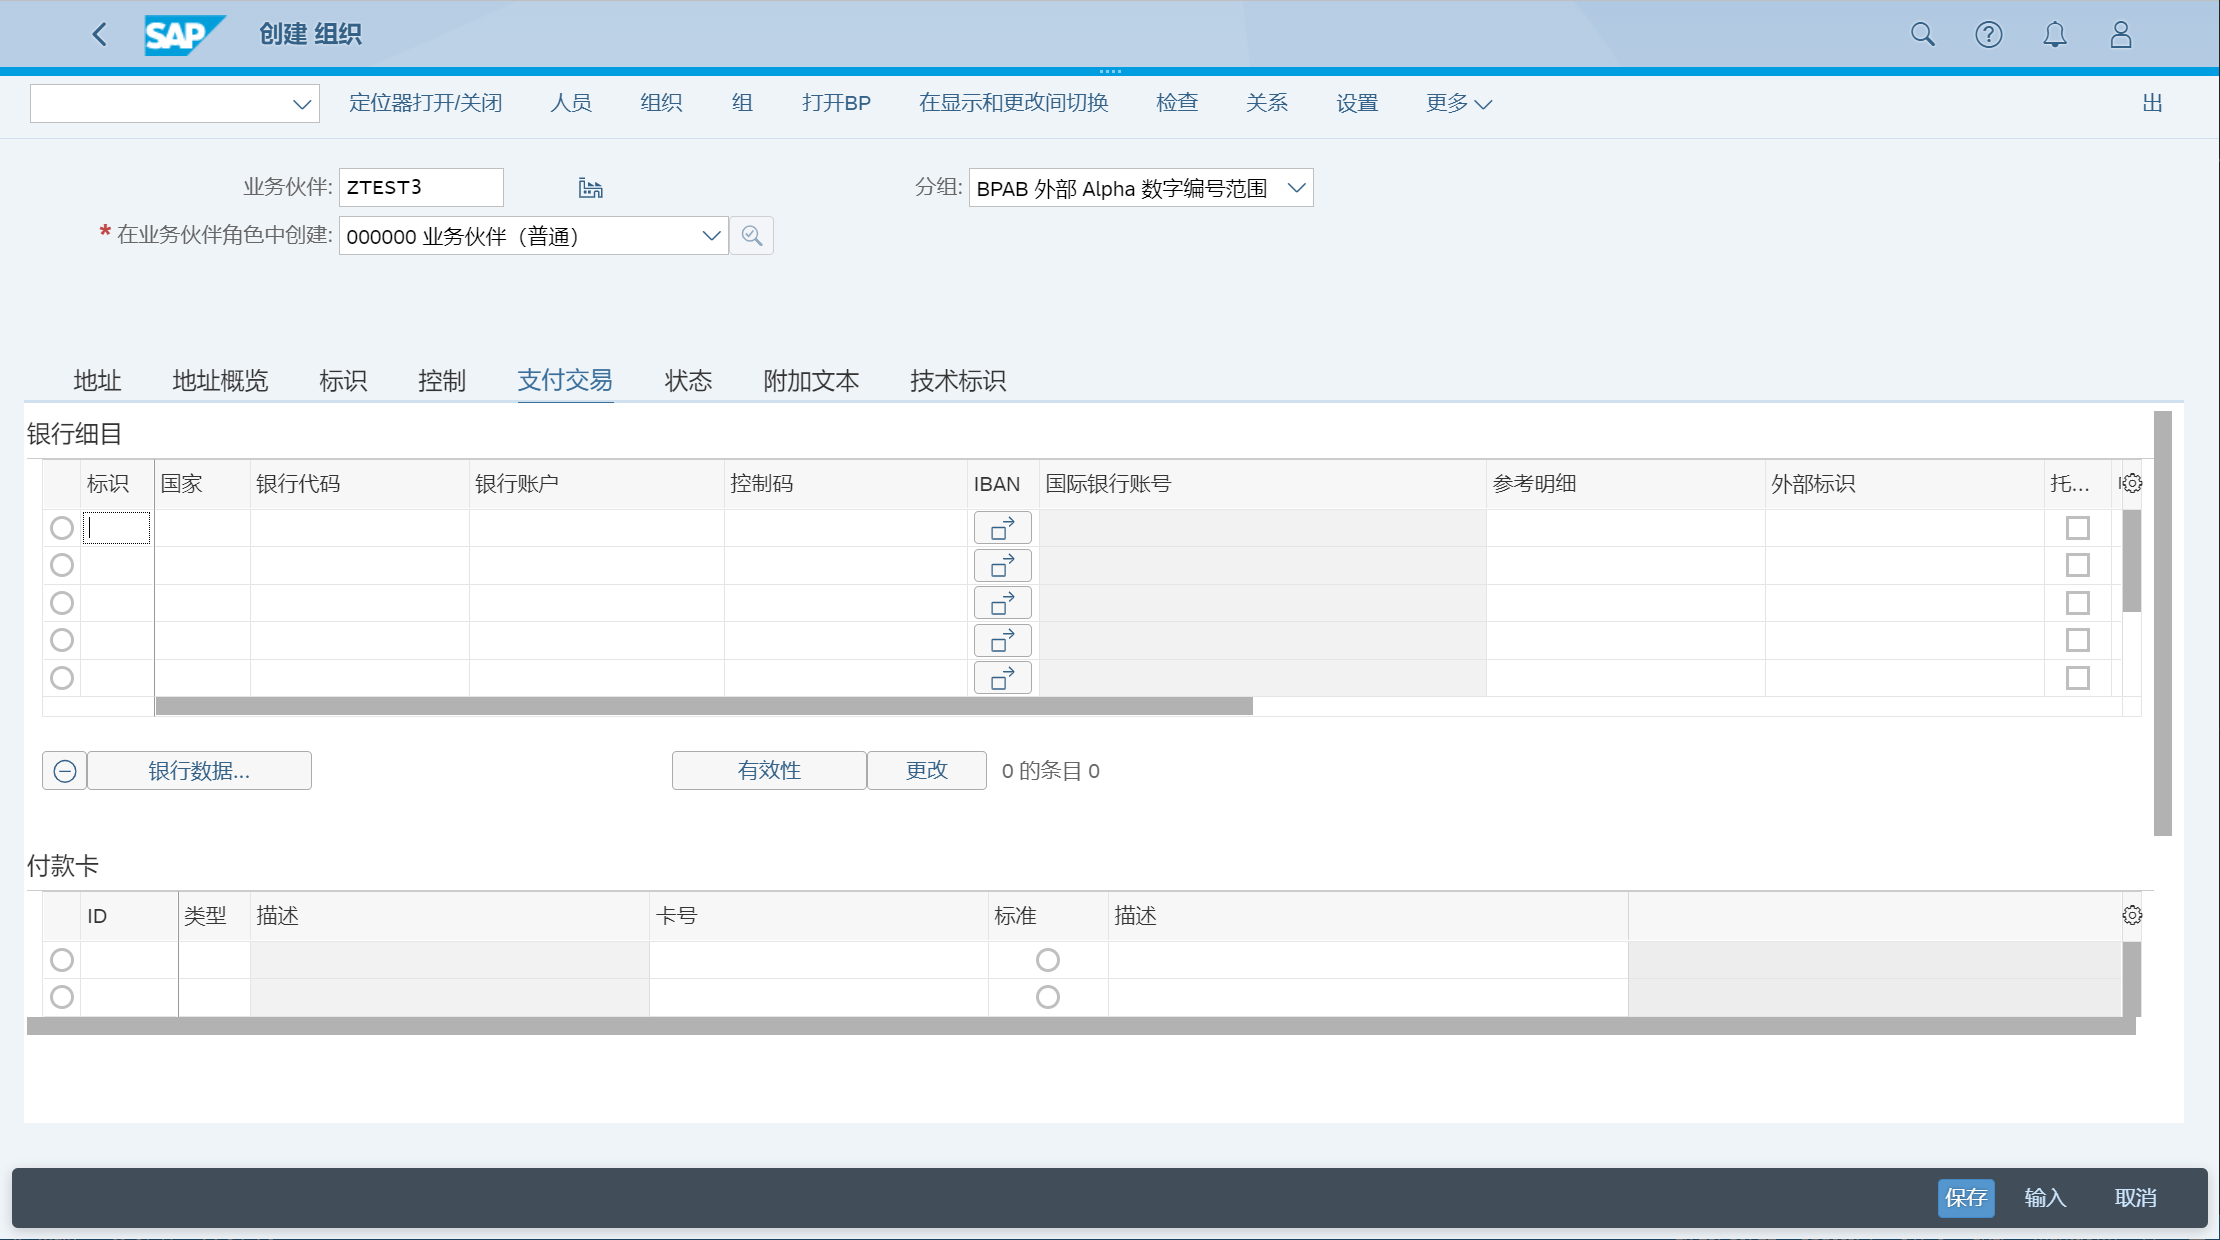 SAP 创建 组织
定位器打开/关闭 人员 组织 组 打开BP 在显示和更改间切换 检查 关系 设置 更多 出
业务伙伴: ZTEST3 分组: BPAB 外部 Alpha 数字编号范围
* 在业务伙伴角色中创建: 000000 业务伙伴（普通）
地址 地址概览 标识 控制 支付交易 状态 附加文本 技术标识
银行细目
标识 国家 银行代码 银行账户 控制码 IBAN 国际银行账号 参考明细 外部标识 托...
银行数据... 有效性 更改 0 的条目 0
付款卡
ID 类型 描述 卡号 标准 描述
保存 输入 取消